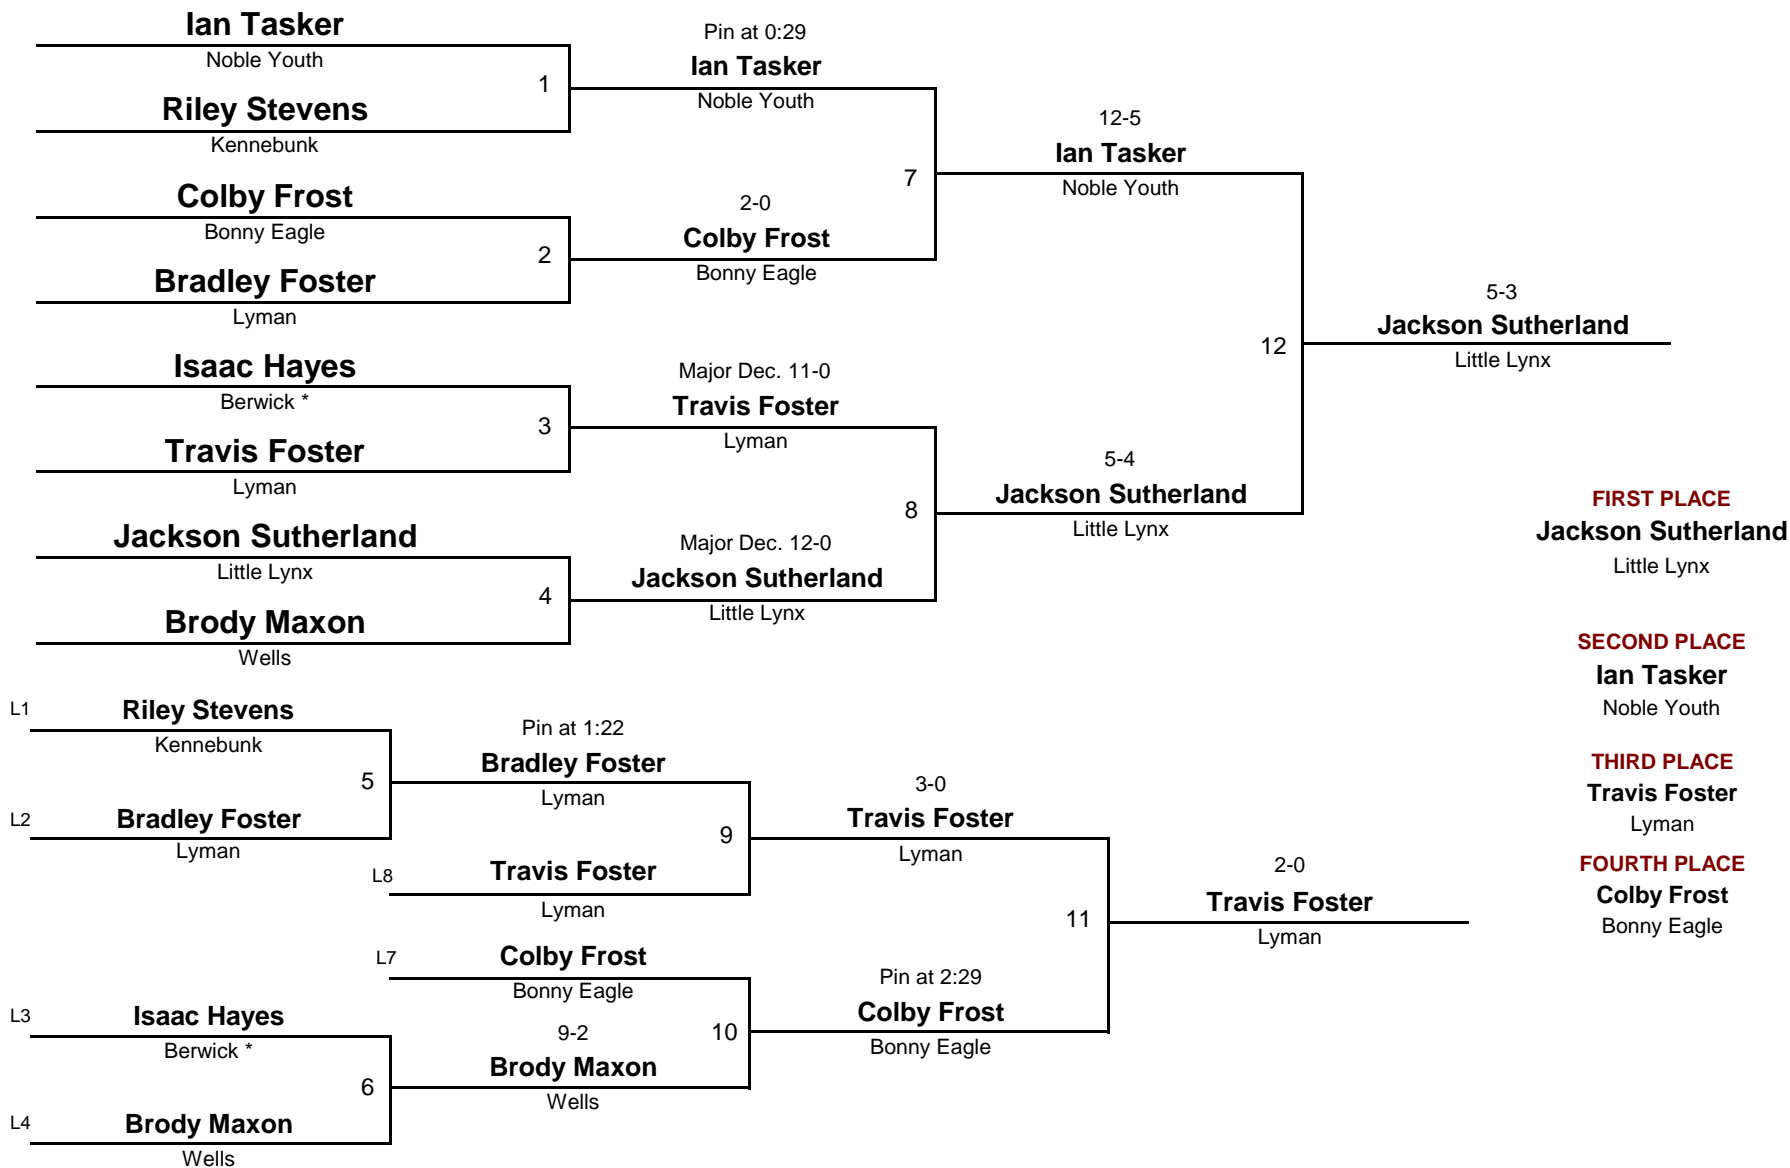 Ian Tasker
Noble Youth
1
Riley Stevens
Kennebunk
Colby Frost
Bonny Eagle
2
Bradley Foster
Lyman
Isaac Hayes
Berwick *
3
Travis Foster
Lyman
Jackson Sutherland
Little Lynx
4
Brody Maxon
Wells
Pin at 0:29
Ian Tasker
Noble Youth
7
2-0
Colby Frost
Bonny Eagle
Major Dec. 11-0
Travis Foster
Lyman
8
Major Dec. 12-0
Jackson Sutherland
Little Lynx
12-5
Ian Tasker
Noble Youth
12
5-4
Jackson Sutherland
Little Lynx
5-3
Jackson Sutherland
Little Lynx
FIRST PLACE
Jackson Sutherland
Little Lynx
SECOND PLACE
Ian Tasker
Noble Youth
THIRD PLACE
Travis Foster
Lyman
FOURTH PLACE
Colby Frost
Bonny Eagle
L1
Riley Stevens
Kennebunk
5
L2
Bradley Foster
Lyman
L3
Isaac Hayes
Berwick *
6
L4
Brody Maxon
Wells
Pin at 1:22
Bradley Foster
Lyman
9
L8
Travis Foster
Lyman
L7
Colby Frost
Bonny Eagle
10
9-2
Brody Maxon
Wells
3-0
Travis Foster
Lyman
11
Pin at 2:29
Colby Frost
Bonny Eagle
2-0
Travis Foster
Lyman